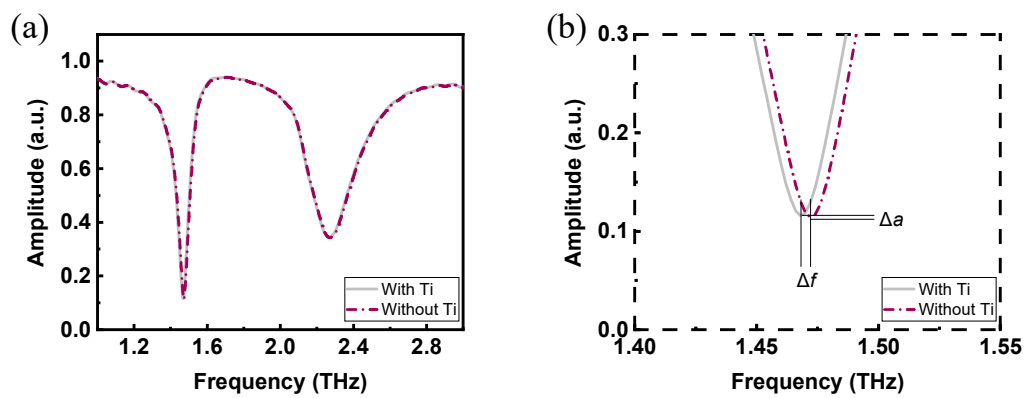 (a)
Amplitude (a.u.)
1.0
0.8
0.6
0.4
0.2
0.0
1.2 1.6 2.0 2.4 2.8
Frequency (THz)
With Ti
Without Ti
(b)
Amplitude (a.u.)
0.3
0.2
0.1
0.0
1.40 1.45 1.50 1.55
Frequency (THz)
Δa
Δf
With Ti
Without Ti